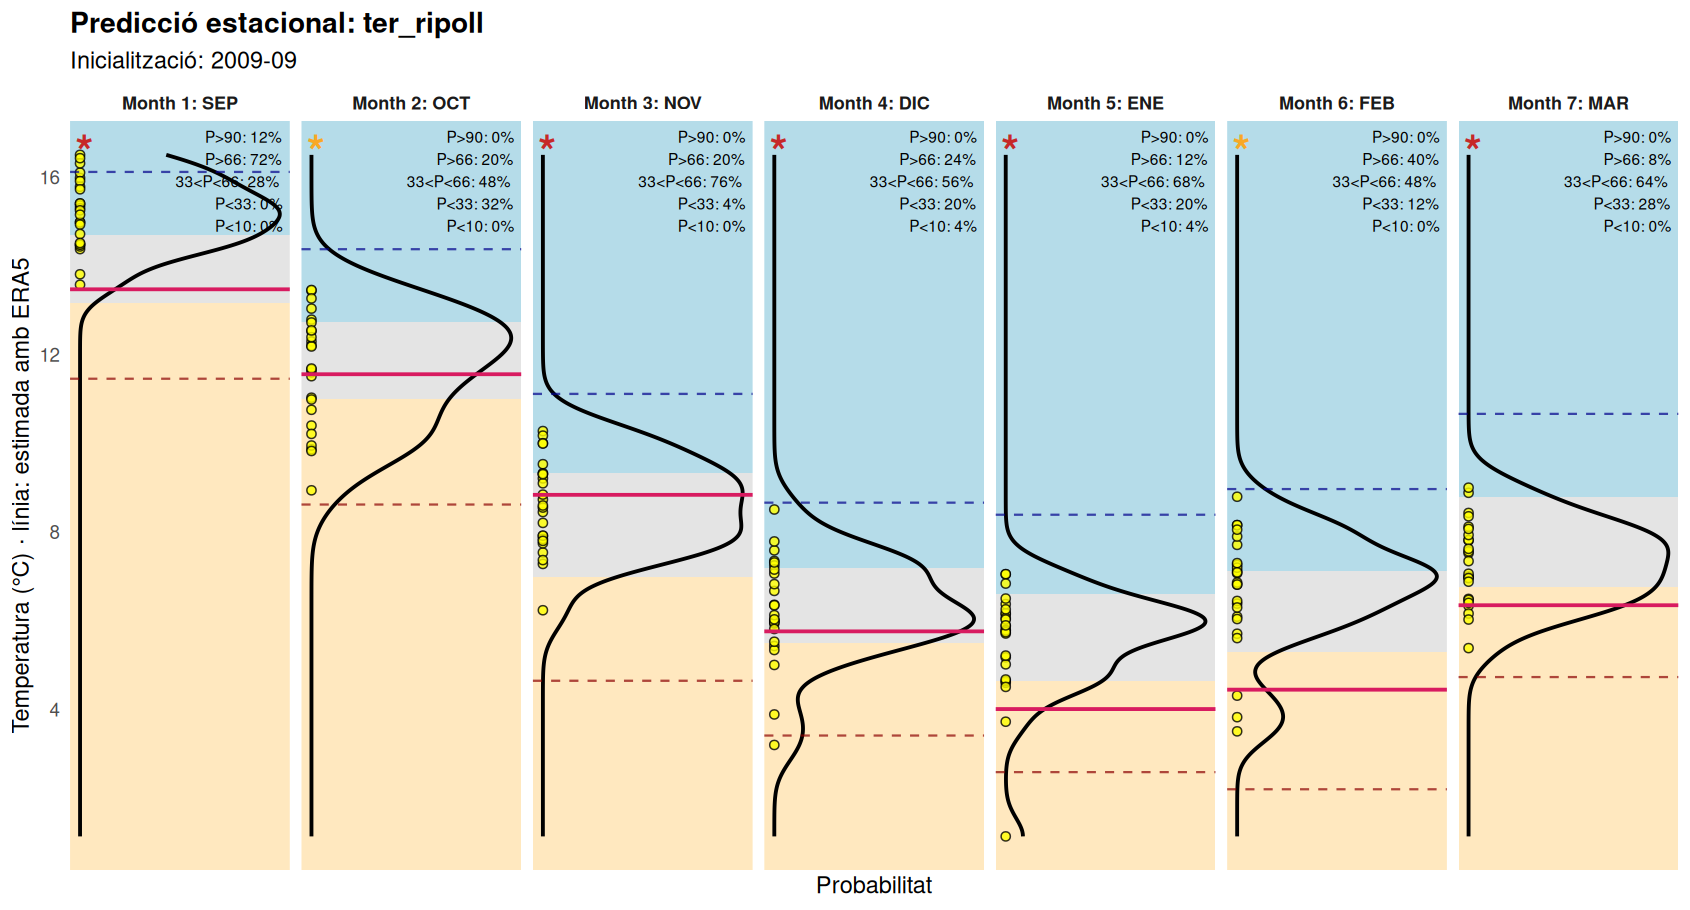 Predicció estacional: ter_ripoll
Inicialització: 2009-09
Month 1: SEP
P>90: 12%
P>66: 72%
33<P<66: 28%
P<33: 0%
P<10: 0%
Month 2: OCT
P>90: 0%
P>66: 20%
33<P<66: 48%
P<33: 32%
P<10: 0%
Month 3: NOV
P>90: 0%
P>66: 20%
33<P<66: 76%
P<33: 4%
P<10: 0%
Month 4: DIC
P>90: 0%
P>66: 24%
33<P<66: 56%
P<33: 20%
P<10: 4%
Month 5: ENE
P>90: 0%
P>66: 12%
33<P<66: 68%
P<33: 20%
P<10: 4%
Month 6: FEB
P>90: 0%
P>66: 40%
33<P<66: 48%
P<33: 12%
P<10: 0%
Month 7: MAR
P>90: 0%
P>66: 8%
33<P<66: 64%
P<33: 28%
P<10: 0%
16
12
8
4
Temperatura (°C) · línia: estimada amb ERA5
Probabilitat